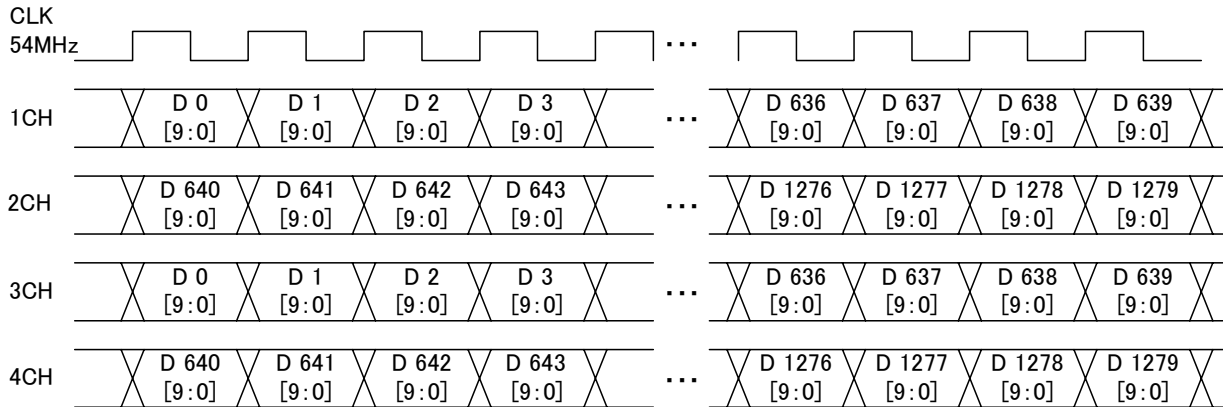 CLK
54MHz
...
1CH
D 0 D 1 D 2 D 3 ... D 636 D 637 D 638 D 639
[9:0] [9:0] [9:0] [9:0] [9:0] [9:0] [9:0] [9:0]
2CH
D 640 D 641 D 642 D 643 ... D 1276 D 1277 D 1278 D 1279
[9:0] [9:0] [9:0] [9:0] [9:0] [9:0] [9:0] [9:0]
3CH
D 0 D 1 D 2 D 3 ... D 636 D 637 D 638 D 639
[9:0] [9:0] [9:0] [9:0] [9:0] [9:0] [9:0] [9:0]
4CH
D 640 D 641 D 642 D 643 ... D 1276 D 1277 D 1278 D 1279
[9:0] [9:0] [9:0] [9:0] [9:0] [9:0] [9:0] [9:0]